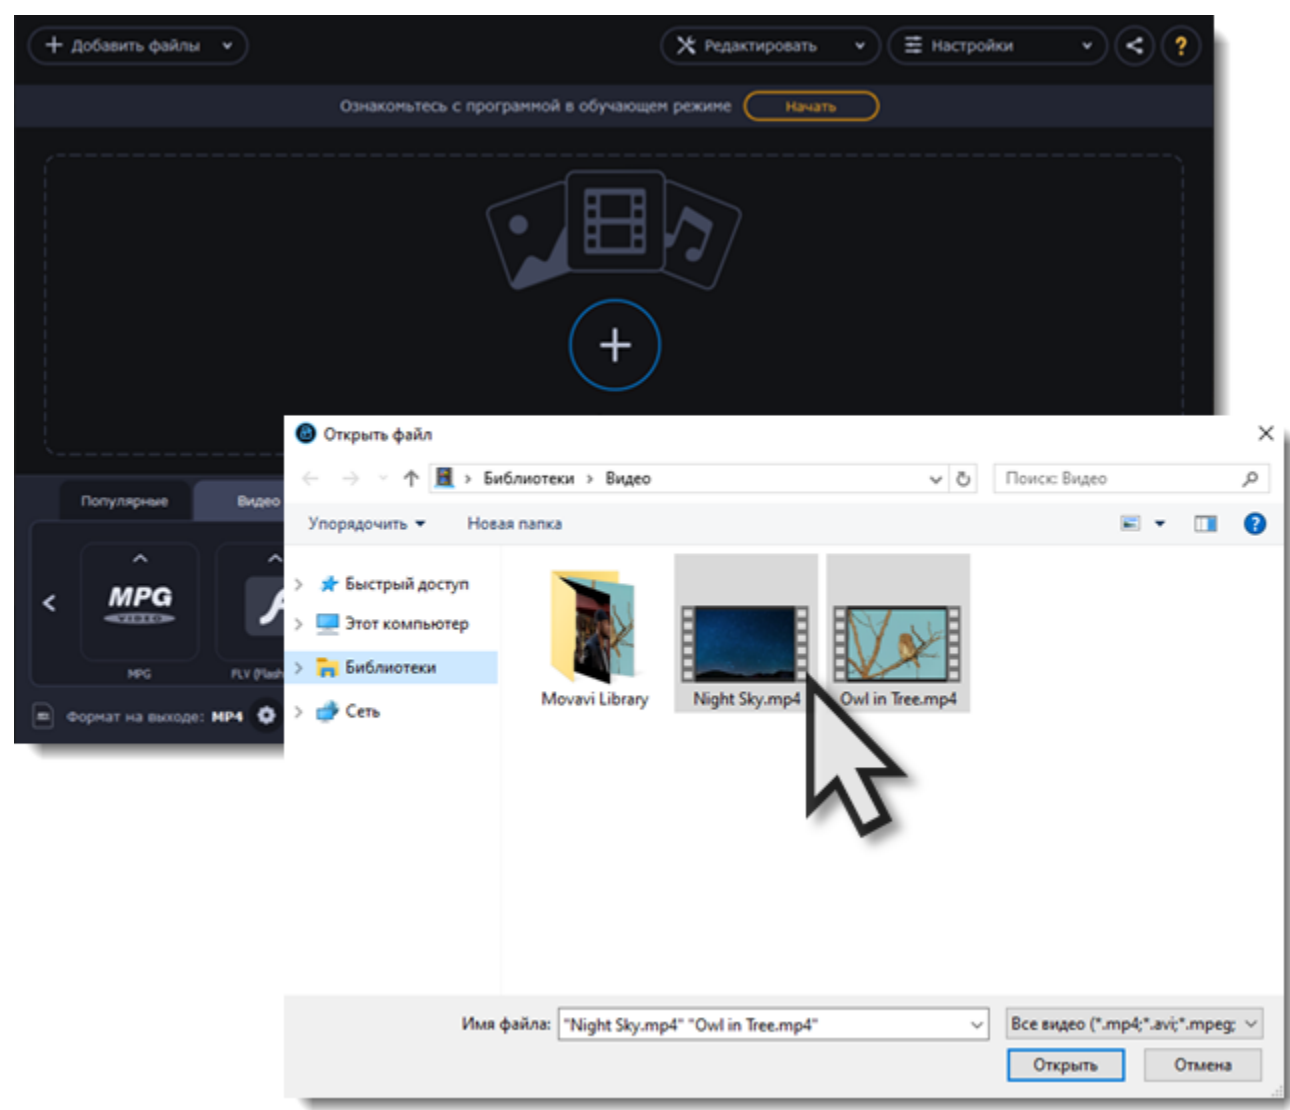 Добавить файлы
Редактировать
Настройки
?
Ознакомьтесь с программой в обучающем режиме
Начать
Открыть файл
Библиотеки > Видео
Поиск: Видео
Упорядочить
Новая папка
?
Популярные
Видео
Быстрый доступ
Этот компьютер
Библиотеки
Сеть
MPG
VIDEO
MPG
FLV (Flash
Формат на выходе: MP4
Movavi Library
Night Sky.mp4
Owl in Tree.mp4
Имя файла:
"Night Sky.mp4" "Owl in Tree.mp4"
Все видео (*.mp4;*.avi;*.mpeg;
Открыть
Отмена